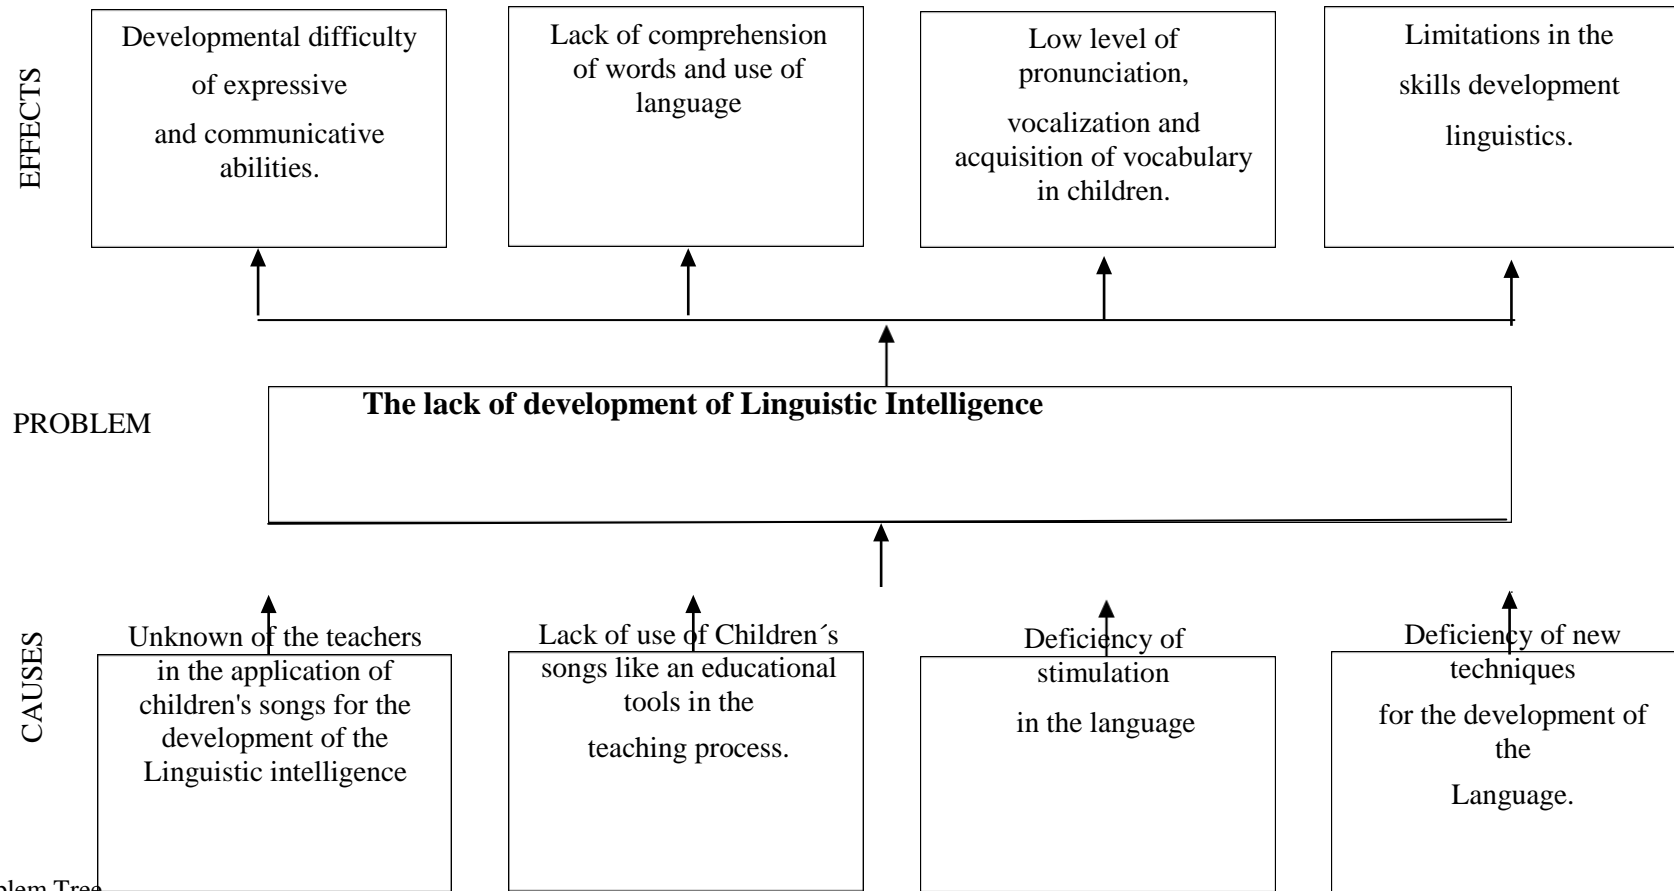 EFFECTS
Developmental difficulty
of expressive
and communicative
abilities.
Lack of comprehension
of words and use of
language
Low level of
pronunciation,
vocalization and
acquisition of vocabulary
in children.
Limitations in the
skills development
linguistics.
PROBLEM
The lack of development of Linguistic Intelligence
CAUSES
Unknown of the teachers
in the application of
children's songs for the
development of the
Linguistic intelligence
Lack of use of Children´s
songs like an educational
tools in the
teaching process.
Deficiency of
stimulation
in the language
Deficiency of new
techniques
for the development of
the
Language.
Tree